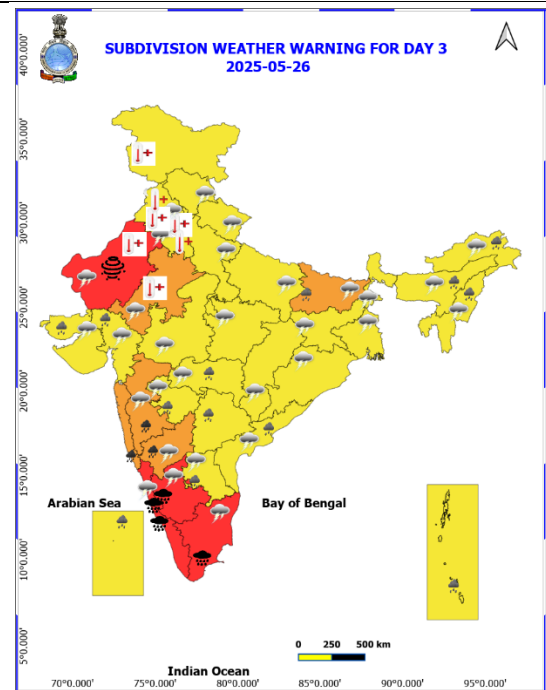 SUBDIVISION WEATHER WARNING FOR DAY 3
2025-05-26
40°0.000'
35°0.000'
30°0.000'
25°0.000'
20°0.000'
15°0.000'
10°0.000'
5°0.000'
Arabian Sea
Bay of Bengal
0 250 500 km
Indian Ocean
70°0.000' 75°0.000' 80°0.000' 85°0.000' 90°0.000' 95°0.000'